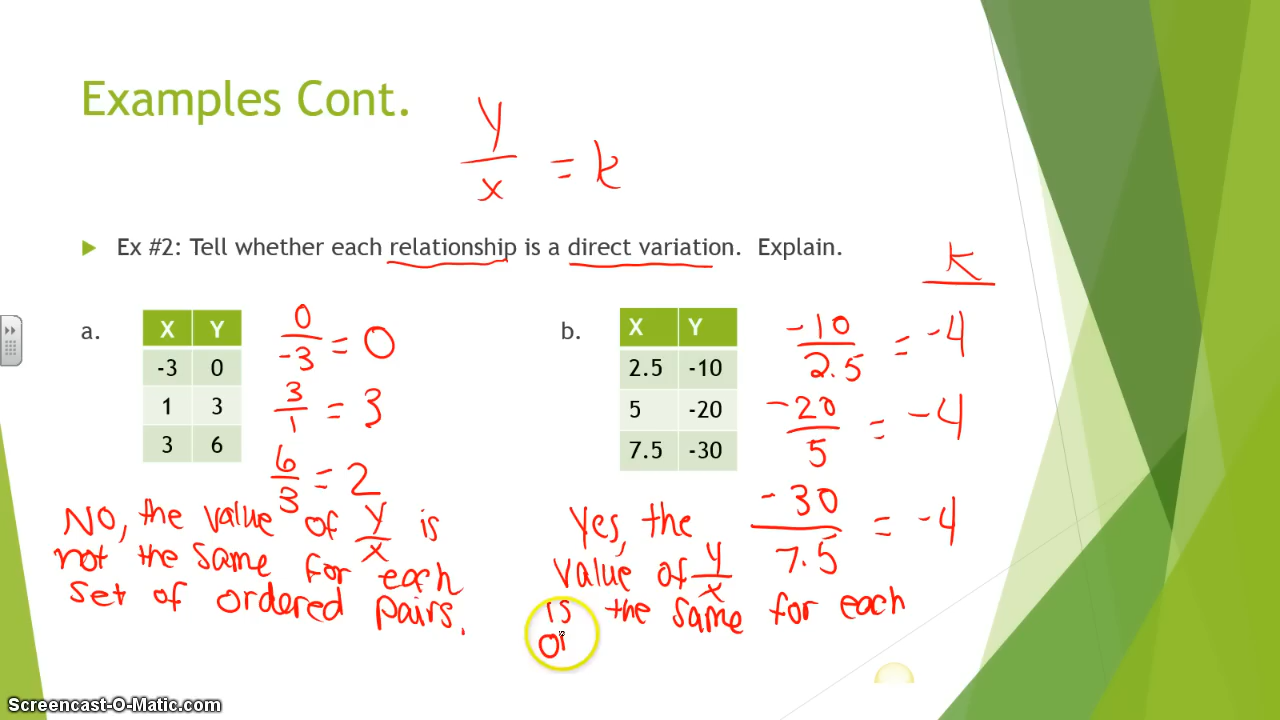 Examples Cont.
y/x = k
Ex #2: Tell whether each relationship is a direct variation. Explain.
a.
X Y
-3 0
1 3
3 6
0/-3 = 0
3/1 = 3
6/3 = 2
No, the value of y/x is
not the same for each
set of ordered pairs.
b.
X Y
2.5 -10
5 -20
7.5 -30
K
-10/2.5 = -4
-20/5 = -4
-30/7.5 = -4
Yes, the
value of y/x
is the same for each
or
Screencast-O-Matic.com